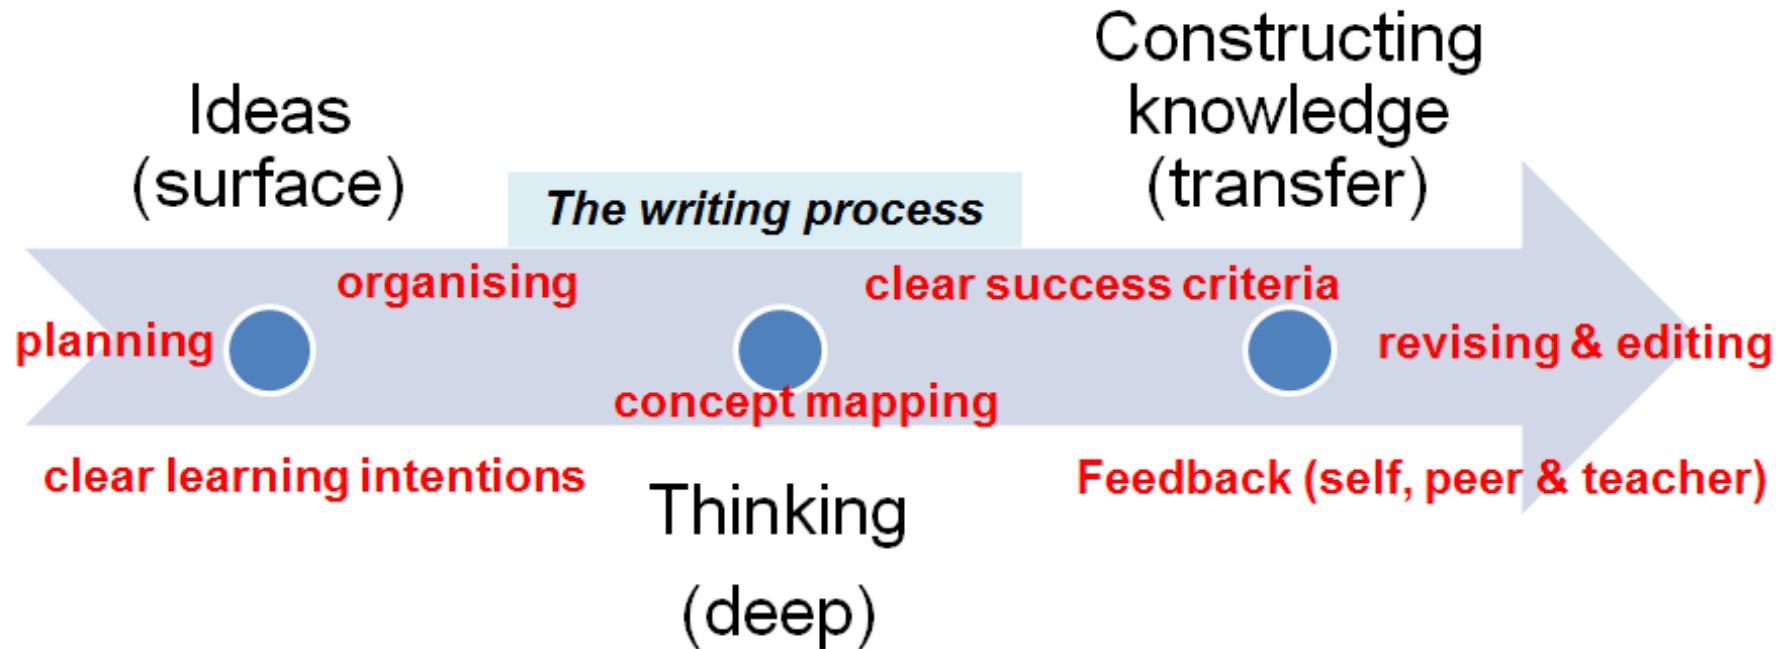 Constructing
knowledge
(transfer)
Ideas
(surface)
The writing process
organising
clear success criteria
planning
revising & editing
concept mapping
clear learning intentions
Feedback (self, peer & teacher)
Thinking
(deep)